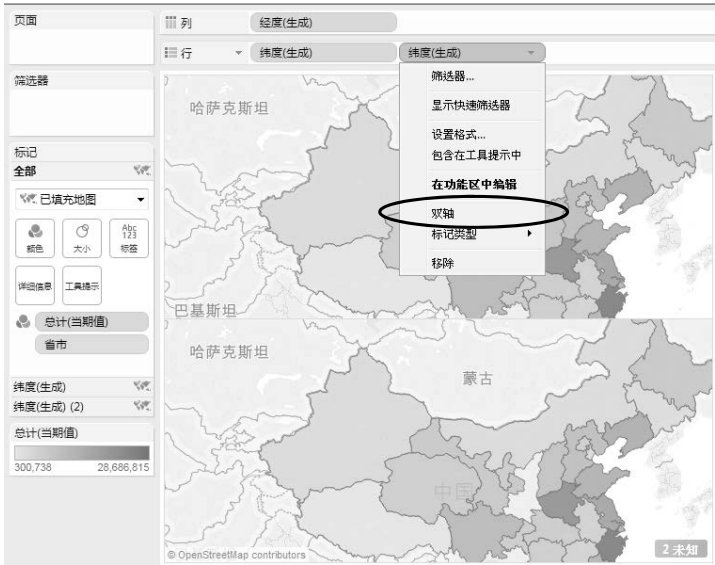 页面
列
经度(生成)
行
纬度(生成)
纬度(生成)
筛选器
标记
全部
已填充地图
颜色
大小
Abc
123
标签
详细信息
工具提示
总计(当期值)
省市
纬度(生成)
纬度(生成) (2)
总计(当期值)
300,738
28,686,815
筛选器...
显示快速筛选器
设置格式...
包含在工具提示中
在功能区中编辑
双轴
标记类型
移除
哈萨克斯坦
巴基斯坦
哈萨克斯坦
蒙古
中国
© OpenStreetMap contributors
2 未知